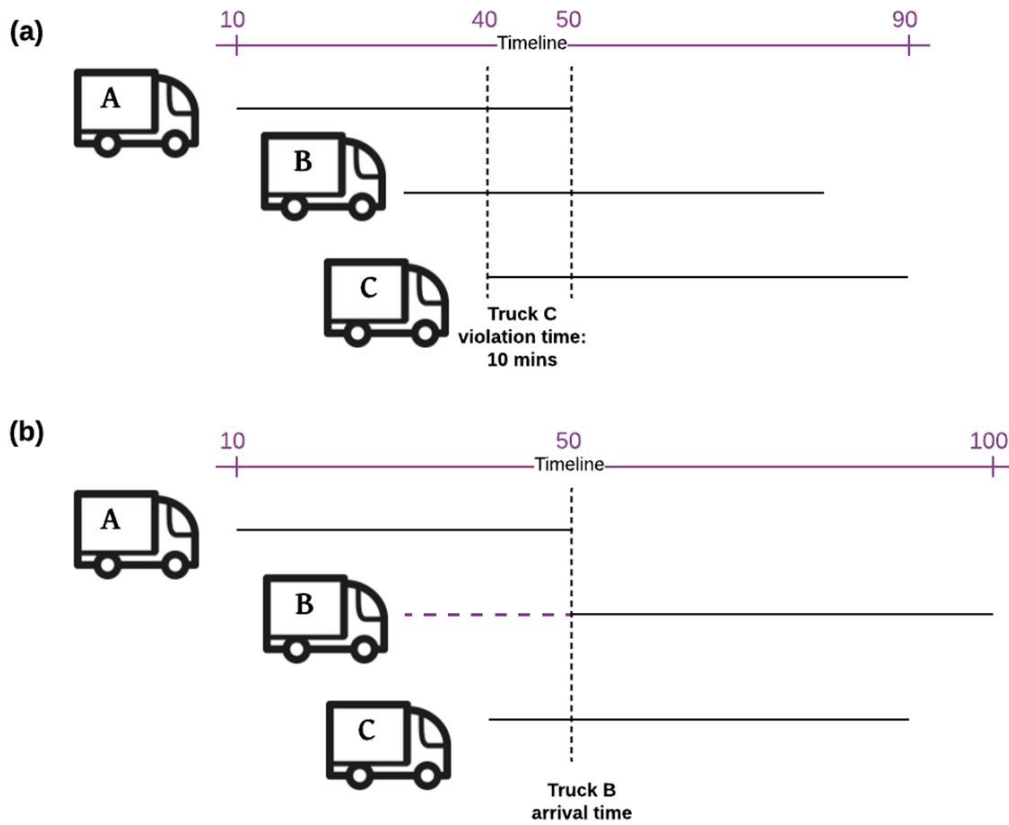 (a)
10 40 50 90
Timeline
A
B
C
Truck C
violation time:
10 mins
(b)
10 50 100
Timeline
A
B
C
Truck B
arrival time